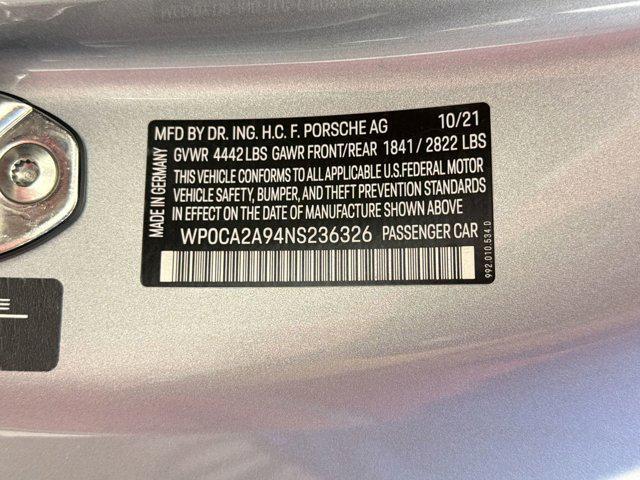 MFD BY DR. ING. H.C. F. PORSCHE AG 10/21
GVWR 4442 LBS GAWR FRONT/REAR 1841 / 2822 LBS
THIS VEHICLE CONFORMS TO ALL APPLICABLE U.S. FEDERAL MOTOR
VEHICLE SAFETY, BUMPER, AND THEFT PREVENTION STANDARDS
IN EFFECT ON THE DATE OF MANUFACTURE SHOWN ABOVE
WP0CA2A94NS236326 PASSENGER CAR
MADE IN GERMANY
992.010.534.D